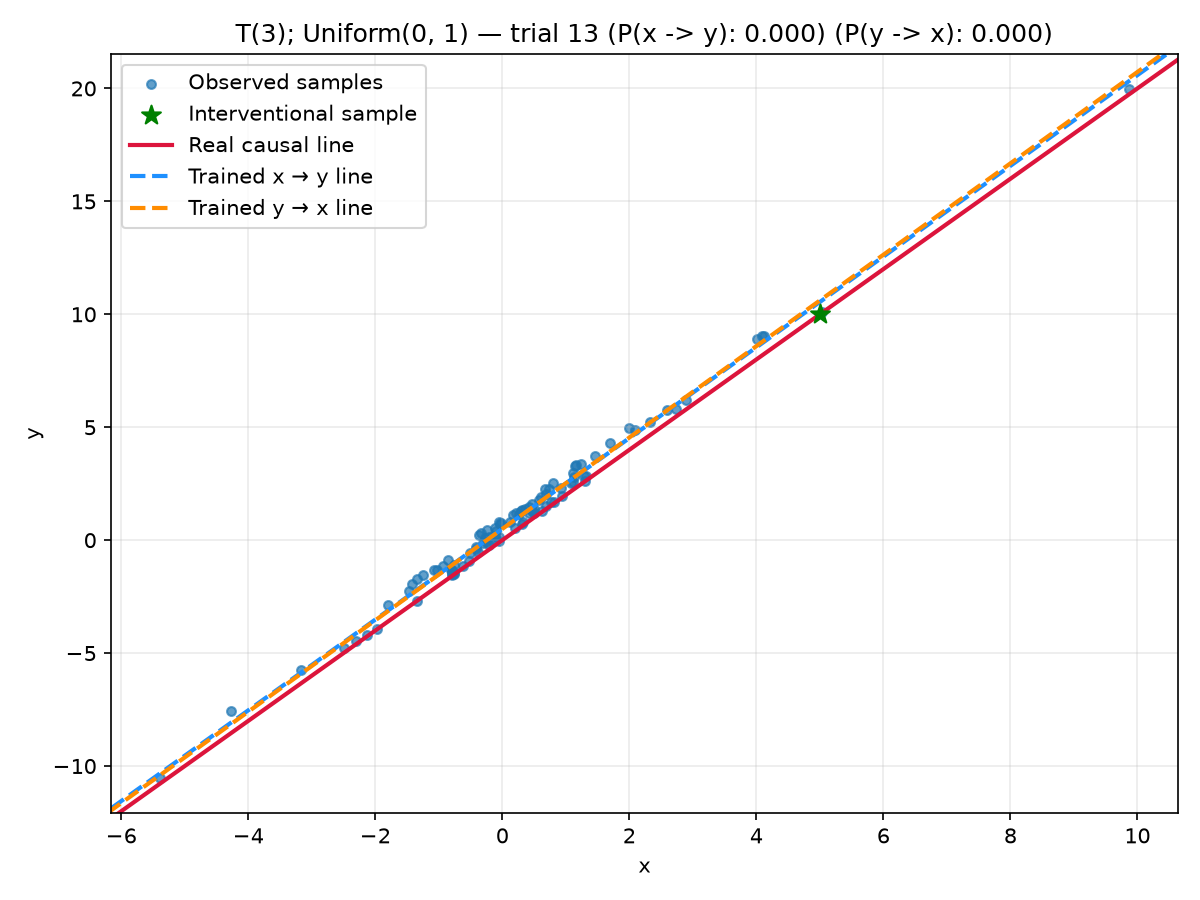 T(3); Uniform(0, 1) — trial 13 (P(x -> y): 0.000) (P(y -> x): 0.000)
Observed samples
Interventional sample
Real causal line
Trained x → y line
Trained y → x line
20
15
10
5
0
−5
−10
y
−6 −4 −2 0 2 4 6 8 10
x